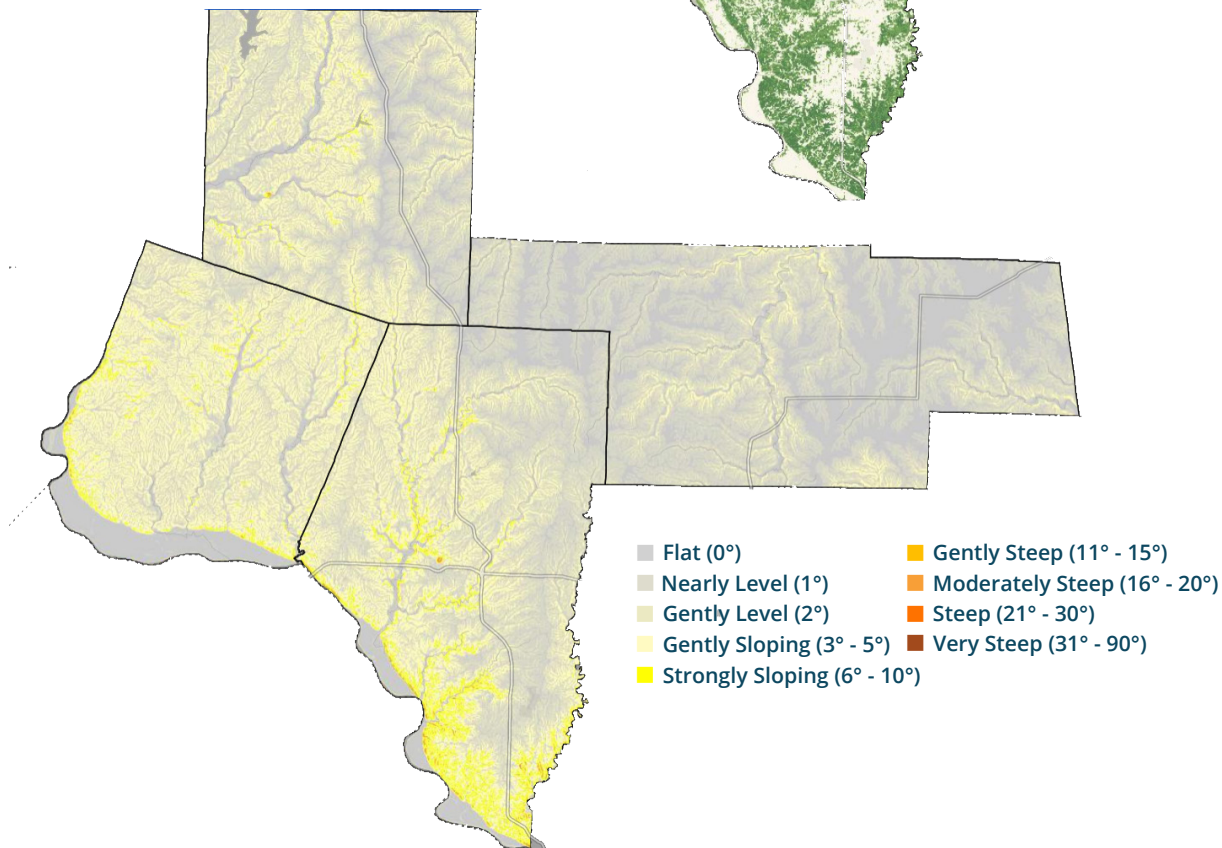 Flat (0°)
Nearly Level (1°)
Gently Level (2°)
Gently Sloping (3° - 5°)
Strongly Sloping (6° - 10°)
Gently Steep (11° - 15°)
Moderately Steep (16° - 20°)
Steep (21° - 30°)
Very Steep (31° - 90°)